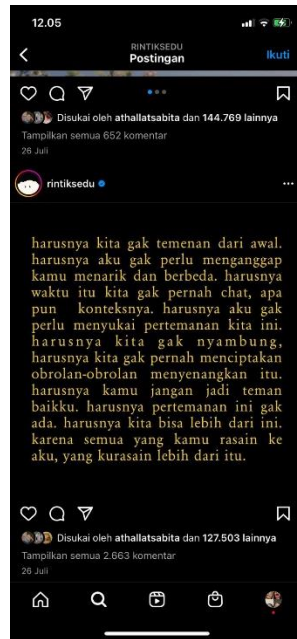 12.05
RINTIKSEDU
Postingan
Ikuti
Disukai oleh athallatsabita dan 144.769 lainnya
Tampilkan semua 652 komentar
26 Juli
rintiksedu
harusnya kita gak temenan dari awal.
harusnya aku gak perlu menganggap
kamu menarik dan berbeda. harusnya
waktu itu kita gak pernah chat, apa
pun konteksnya. harusnya aku gak
perlu menyukai pertemanan kita ini.
harusnya kita gak nyambung,
harusnya kita gak pernah menciptakan
obrolan-obrolan menyenangkan itu.
harusnya kamu jangan jadi teman
baikku. harusnya pertemanan ini gak
ada. harusnya kita bisa lebih dari ini.
karena semua yang kamu rasain ke
aku, yang kurasain lebih dari itu.
Disukai oleh athallatsabita dan 127.503 lainnya
Tampilkan semua 2.663 komentar
26 Juli